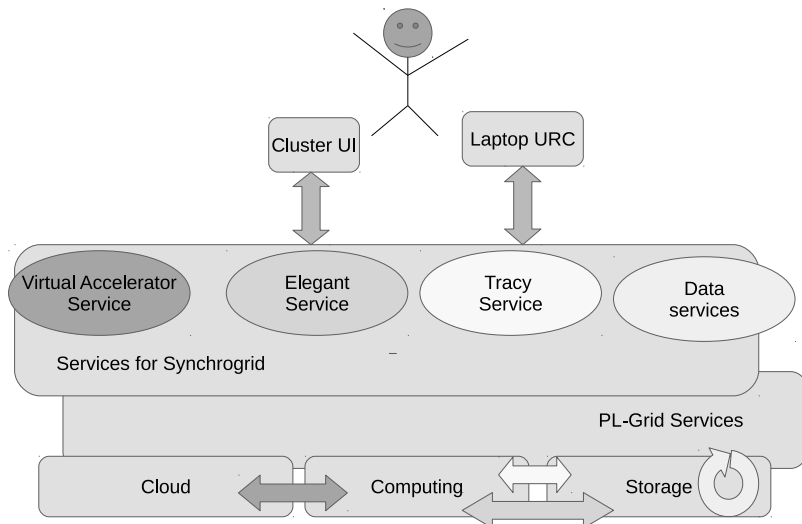 Cluster UI
Laptop URC
Virtual Accelerator
Service
Elegant
Service
Tracy
Service
Data
services
Services for Synchrogrid
PL-Grid Services
Cloud
Computing
Storage